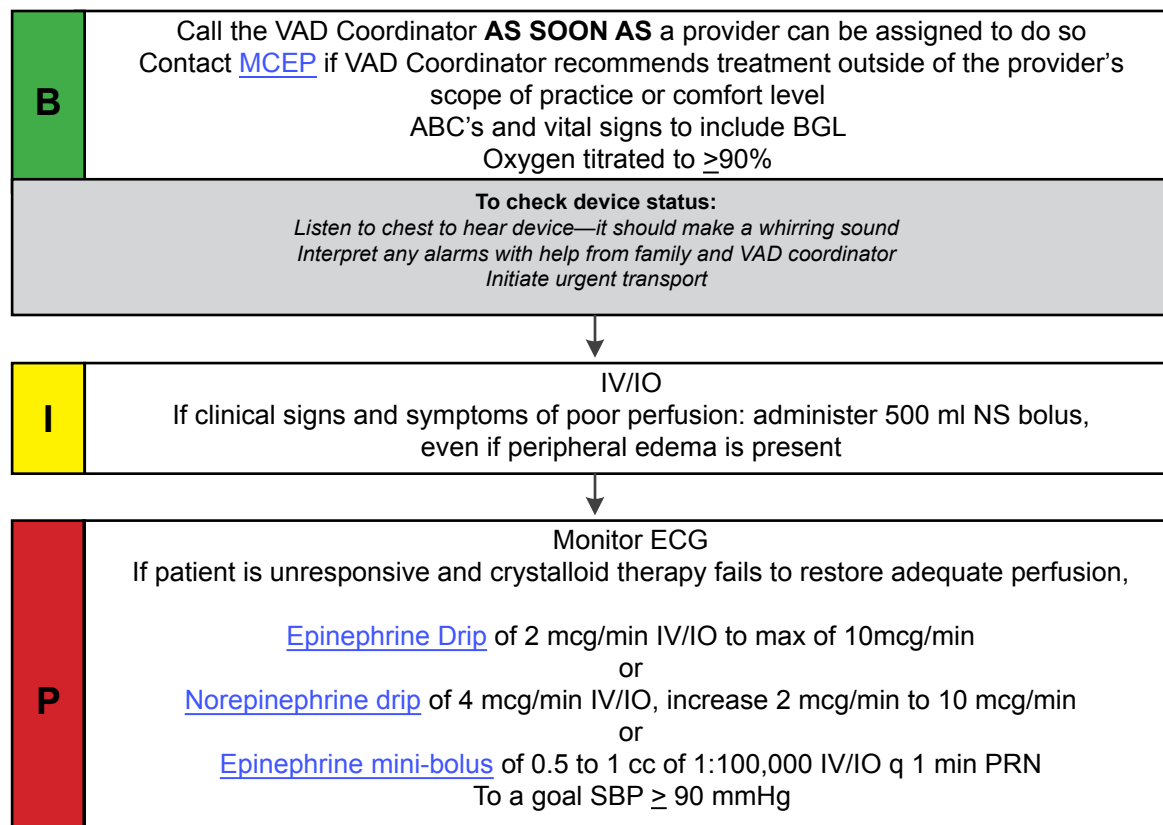 B
Call the VAD Coordinator AS SOON AS a provider can be assigned to do so
Contact MCEP if VAD Coordinator recommends treatment outside of the provider's
scope of practice or comfort level
ABC's and vital signs to include BGL
Oxygen titrated to ≥90%
To check device status:
Listen to chest to hear device—it should make a whirring sound
Interpret any alarms with help from family and VAD coordinator
Initiate urgent transport
I
IV/IO
If clinical signs and symptoms of poor perfusion: administer 500 ml NS bolus,
even if peripheral edema is present
P
Monitor ECG
If patient is unresponsive and crystalloid therapy fails to restore adequate perfusion,
Epinephrine Drip of 2 mcg/min IV/IO to max of 10mcg/min
or
Norepinephrine drip of 4 mcg/min IV/IO, increase 2 mcg/min to 10 mcg/min
or
Epinephrine mini-bolus of 0.5 to 1 cc of 1:100,000 IV/IO q 1 min PRN
To a goal SBP ≥ 90 mmHg